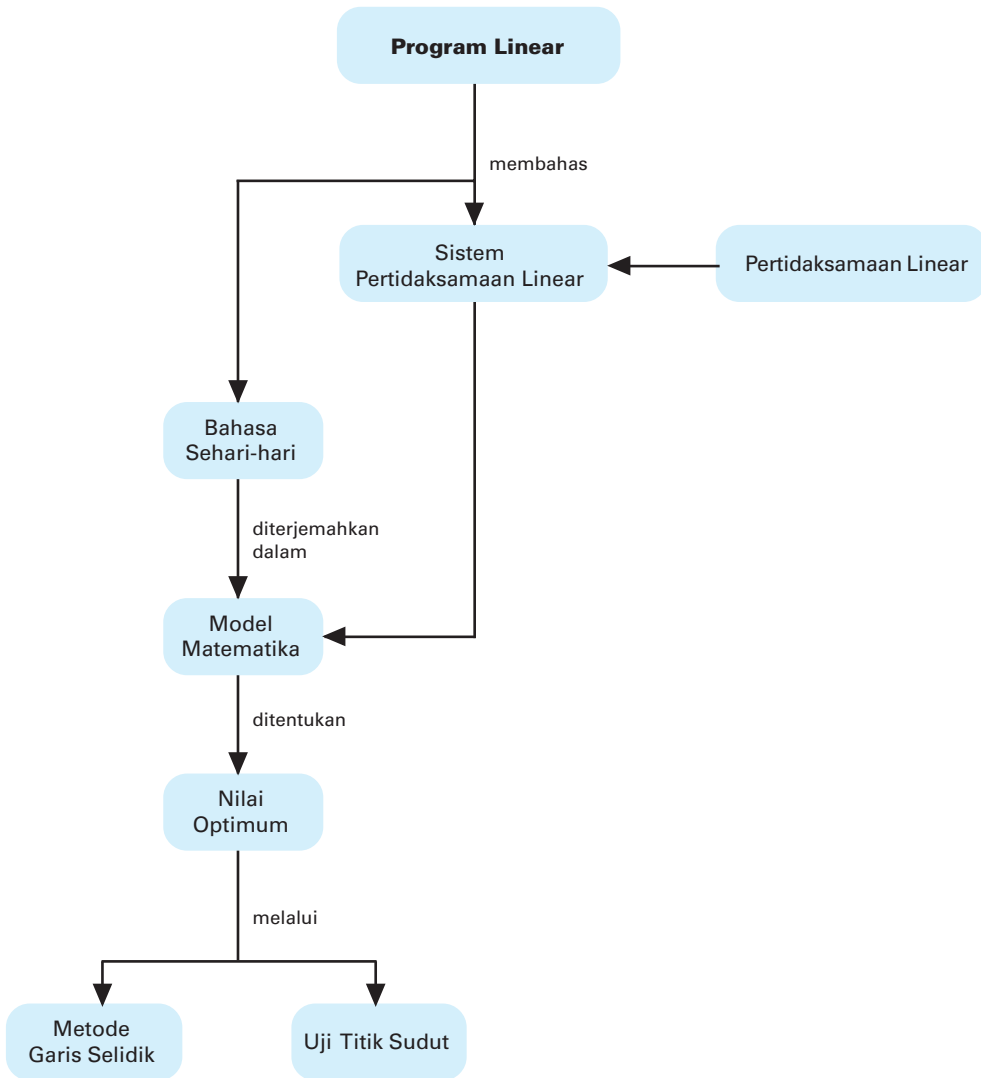 Program Linear
membahas
Sistem
Pertidaksamaan Linear
Pertidaksamaan Linear
Bahasa
Sehari-hari
diterjemahkan
dalam
Model
Matematika
ditentukan
Nilai
Optimum
melalui
Metode
Garis Selidik
Uji Titik Sudut